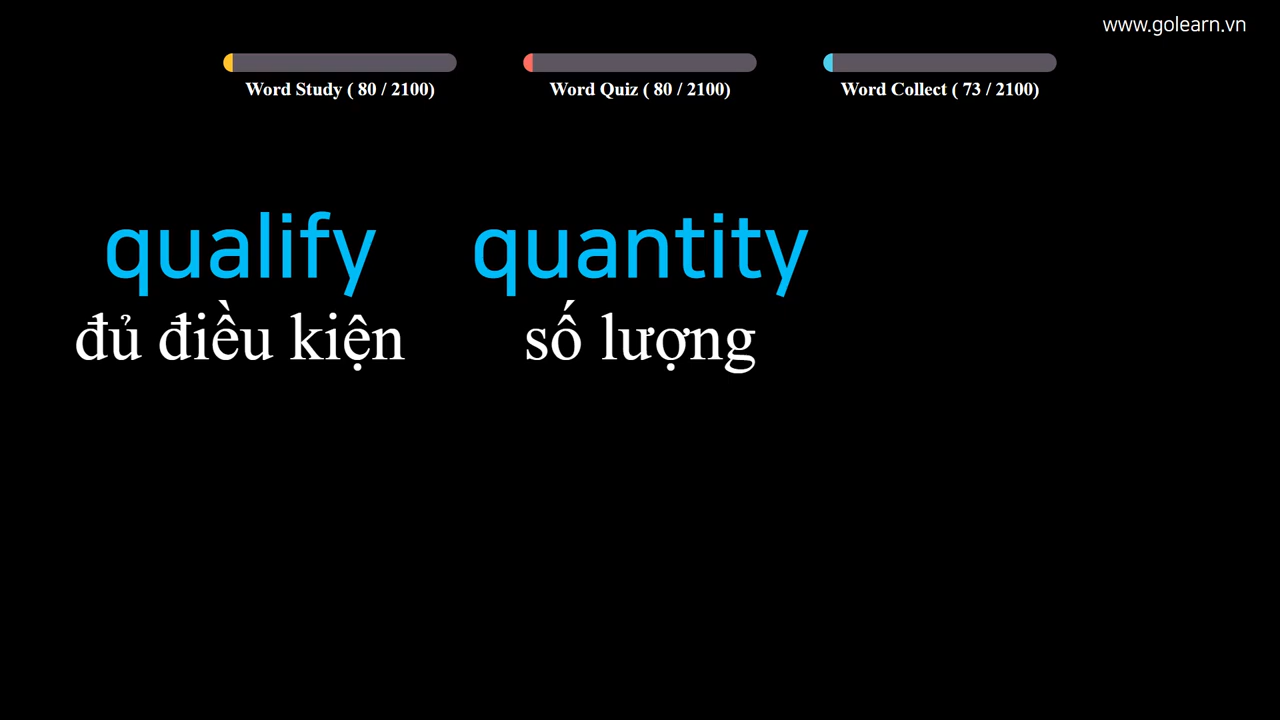 www.golearn.vn
Word Study ( 80 / 2100)
Word Quiz ( 80 / 2100)
Word Collect ( 73 / 2100)
qualify
đủ điều kiện
quantity
số lượng